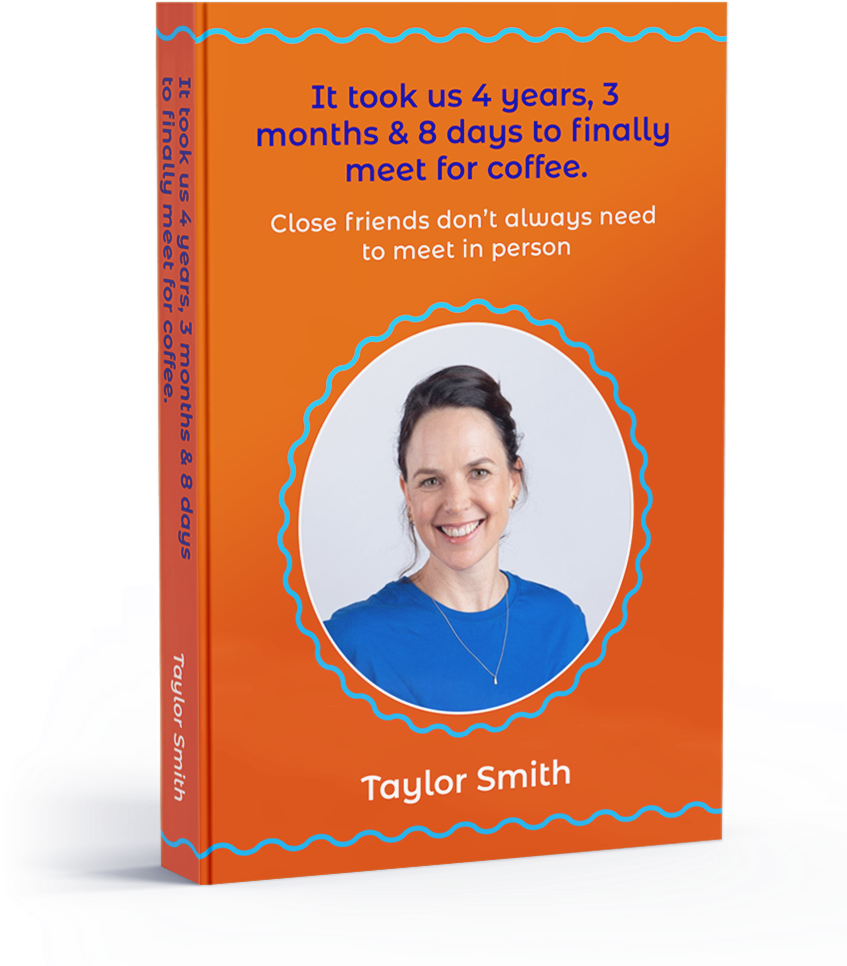 It took us 4 years, 3
months & 8 days to finally
meet for coffee.
Close friends don't always need
to meet in person
Taylor Smith
It took us 4 years, 3 months & 8 days
to finally meet for coffee.
Taylor Smith